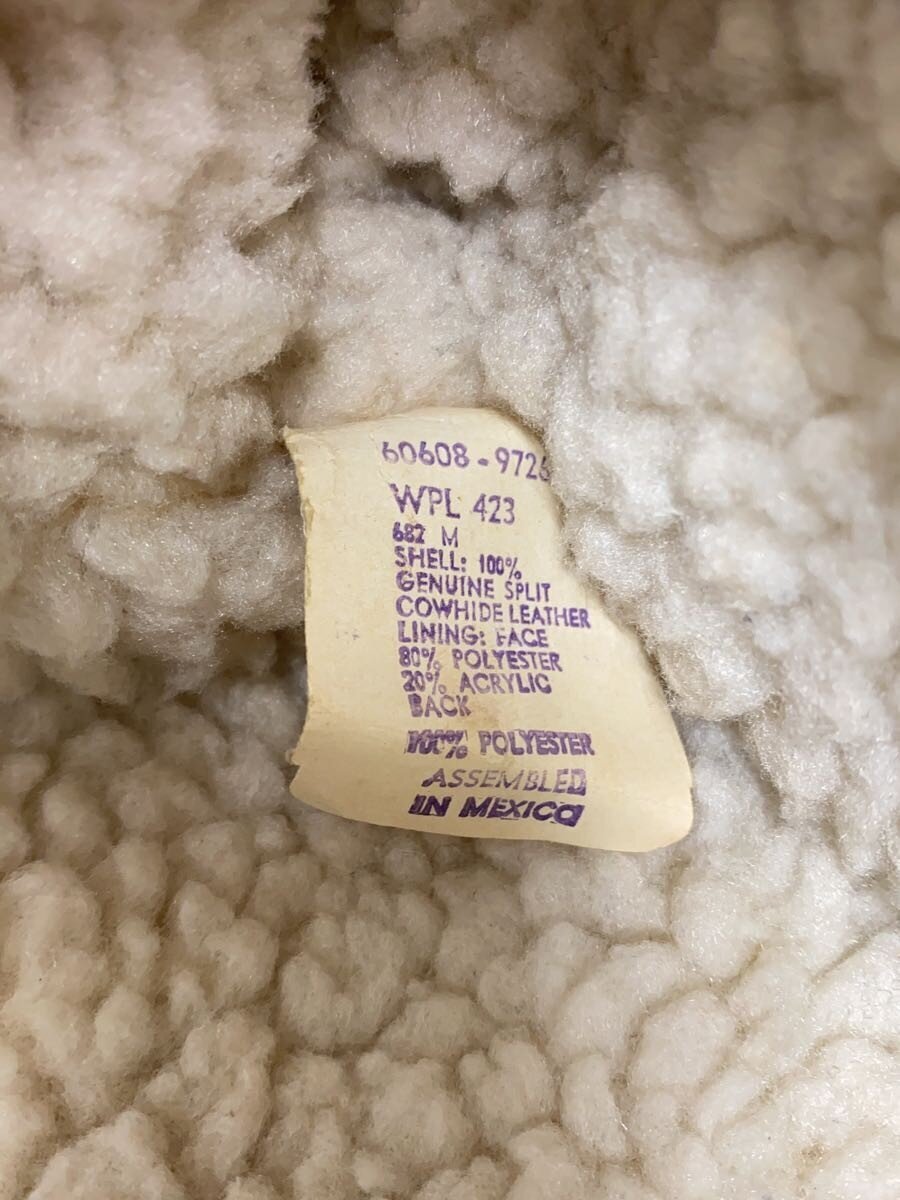 60608-9726
WPL 423
682 M
SHELL: 100%
GENUINE SPLIT
COWHIDE LEATHER
LINING: FACE
80% POLYESTER
20% ACRYLIC
BACK
100% POLYESTER
ASSEMBLED
IN MEXICO